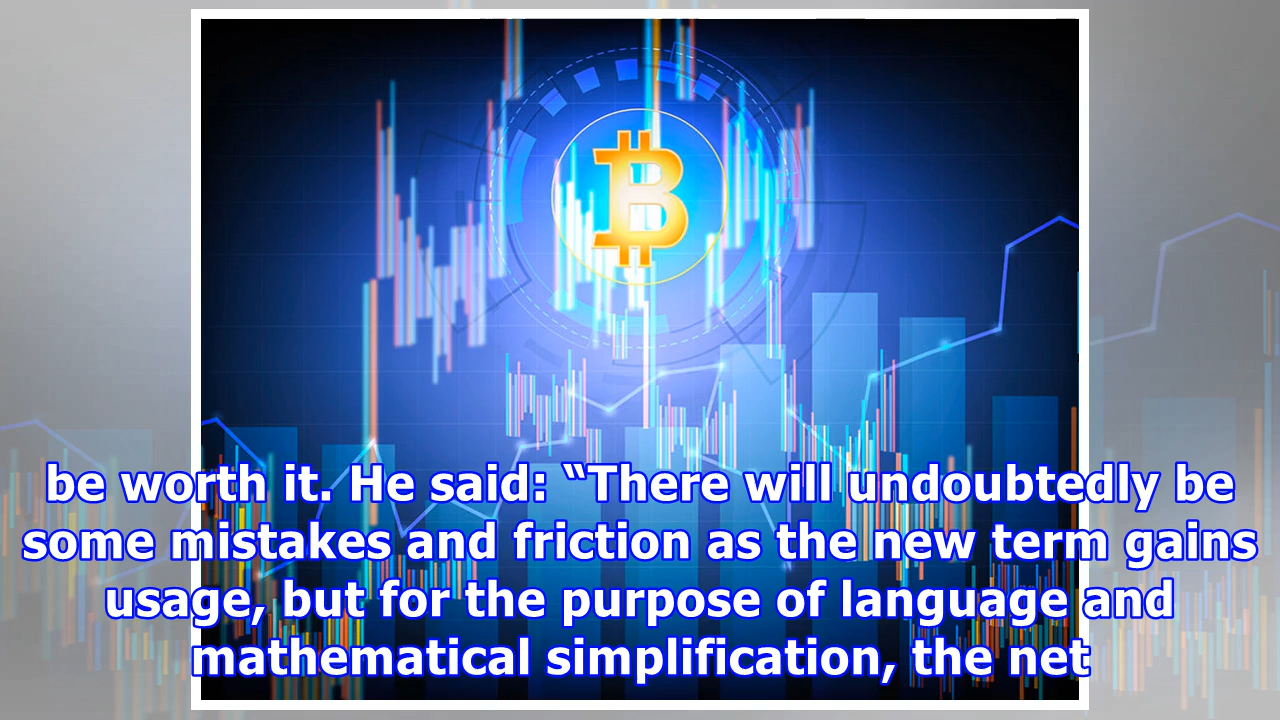 be worth it. He said: “There will undoubtedly be
some mistakes and friction as the new term gains
usage, but for the purpose of language and
mathematical simplification, the net